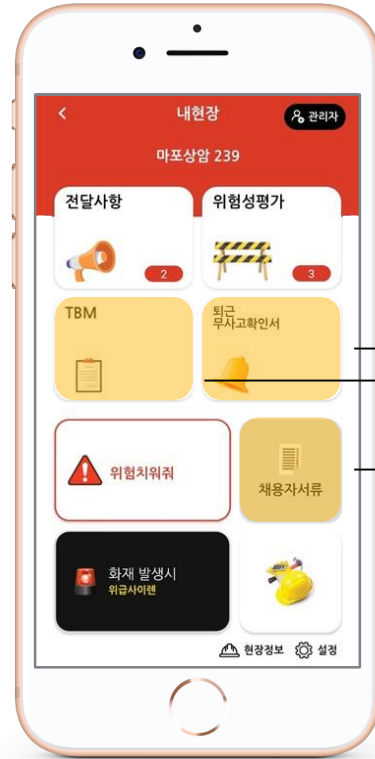 내현장
관리자
마포상암 239
전달사항
위험성평가
2
3
TBM
퇴근
무사고확인서
위험치워줘
채용자서류
화재 발생시
위급사이렌
현장정보
설정